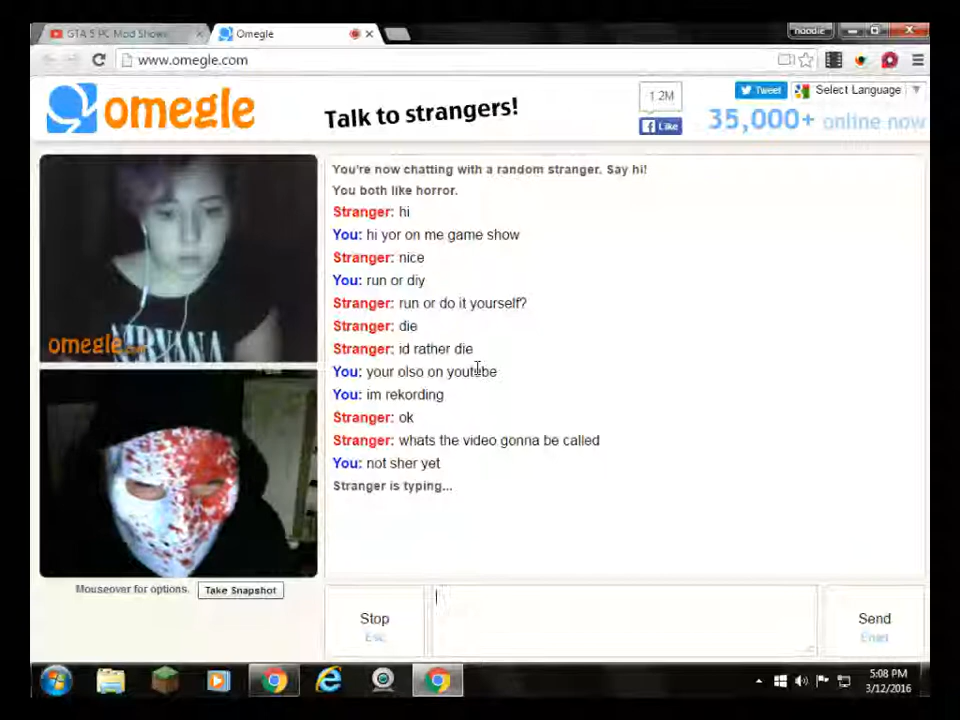 GTA 5 PC Mod Shows
Omegle
noodle
www.omegle.com
omegle
Talk to strangers!
1.2M
Like
Tweet
Select Language
35,000+ online now
You're now chatting with a random stranger. Say hi!
You both like horror.
Stranger: hi
You: hi yor on me game show
Stranger: nice
You: run or diy
Stranger: run or do it yourself?
Stranger: die
Stranger: id rather die
You: your olso on youtube
You: im rekording
Stranger: ok
Stranger: whats the video gonna be called
You: not sher yet
Stranger is typing...
NIRVANA
omegle.com
Mouseover for options.
Take Snapshot
Stop
Esc
Send
Enter
5:08 PM
3/12/2016